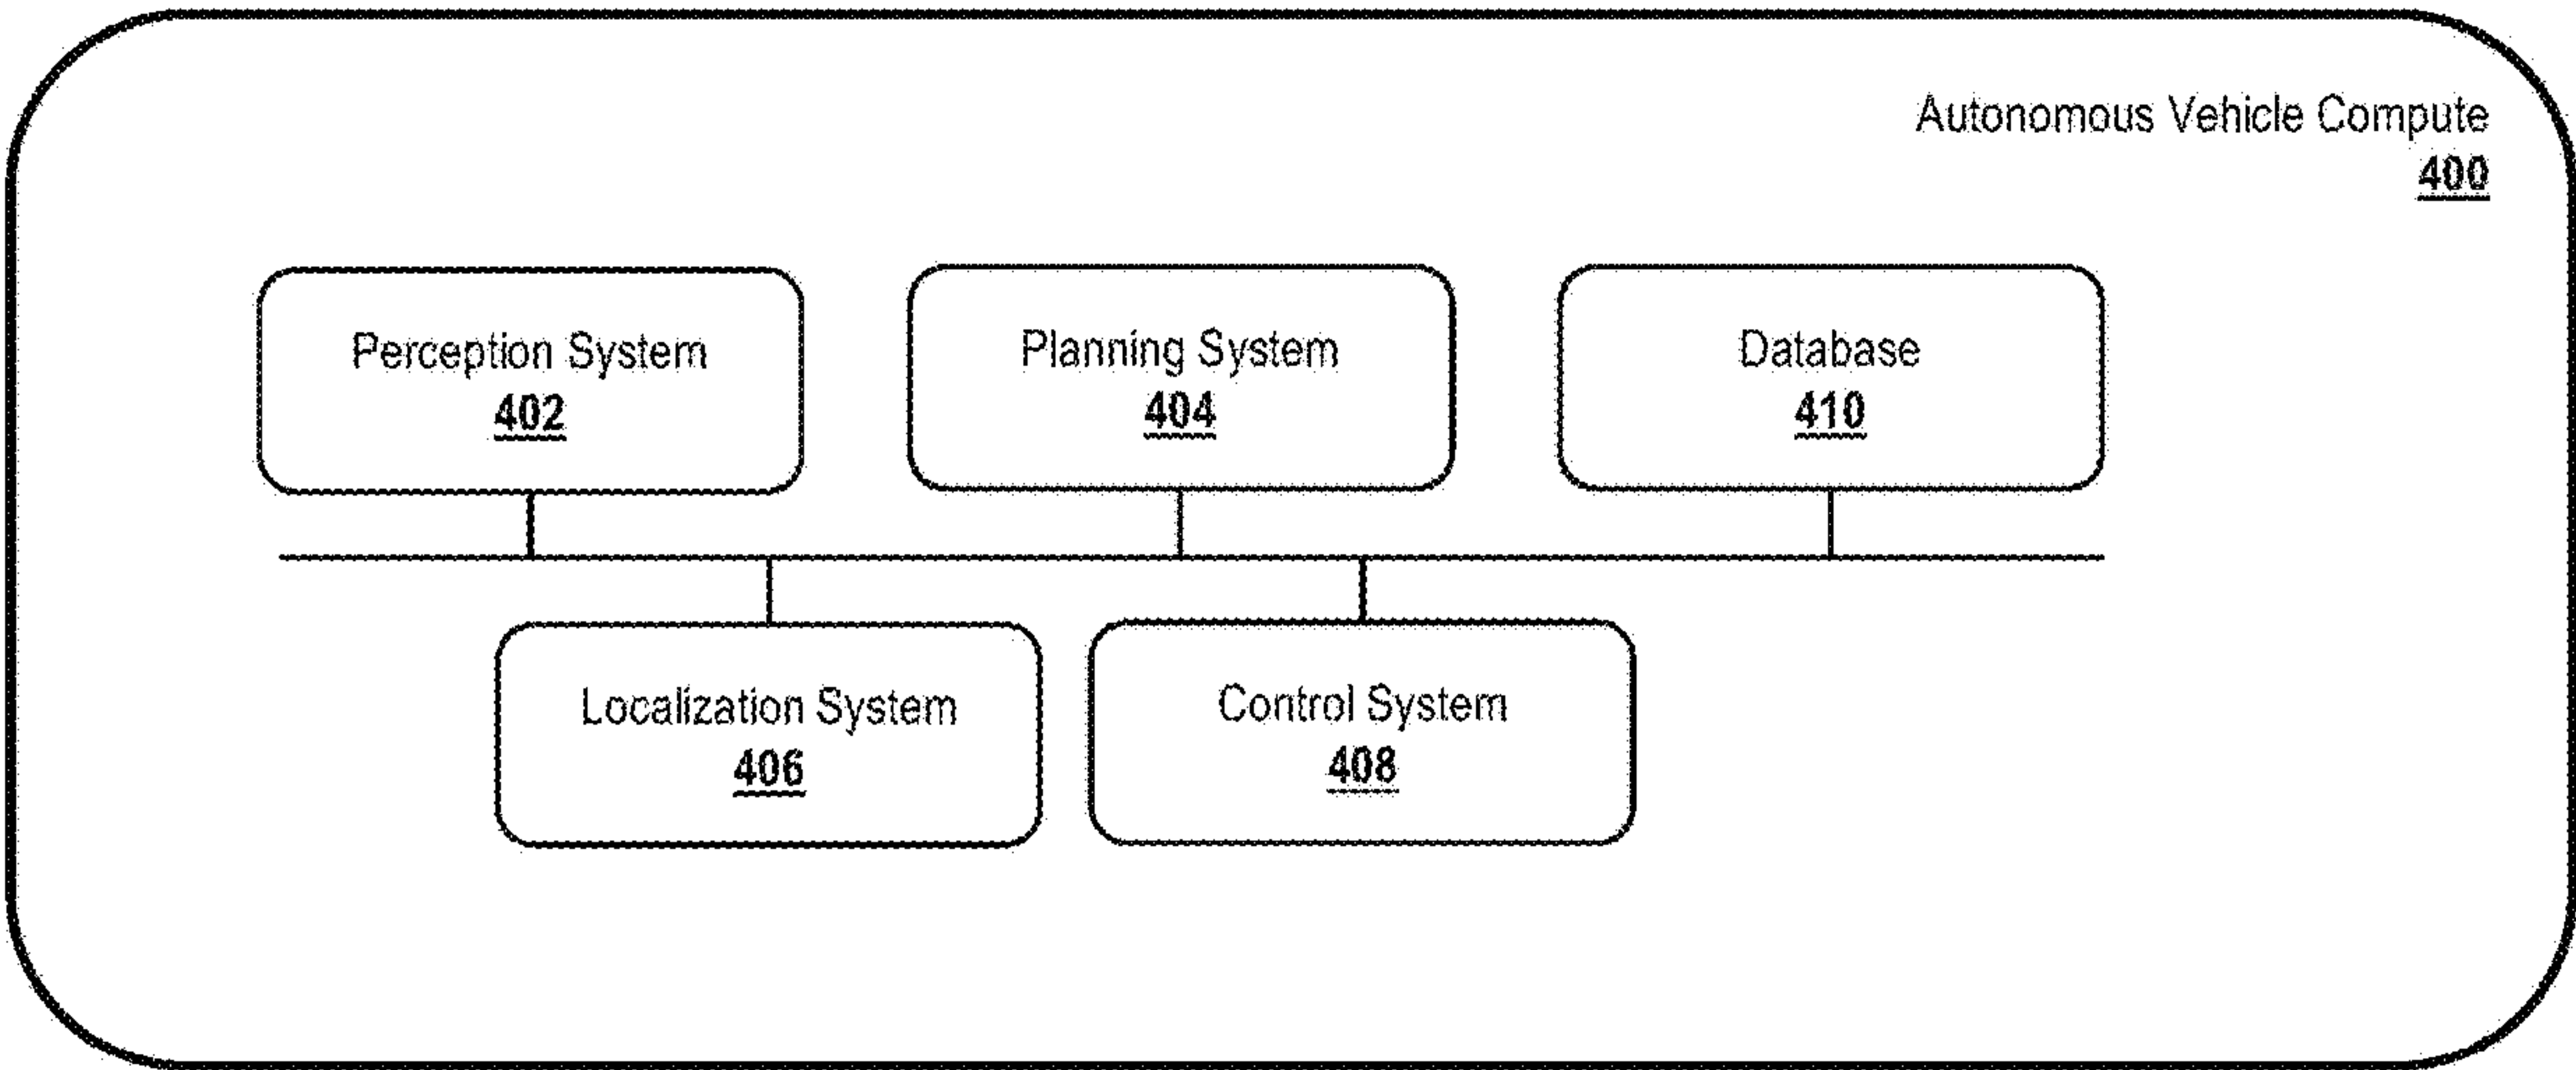 Autonomous Vehicle Compute
400
Perception System
402
Planning System
404
Database
410
Localization System
406
Control System
408